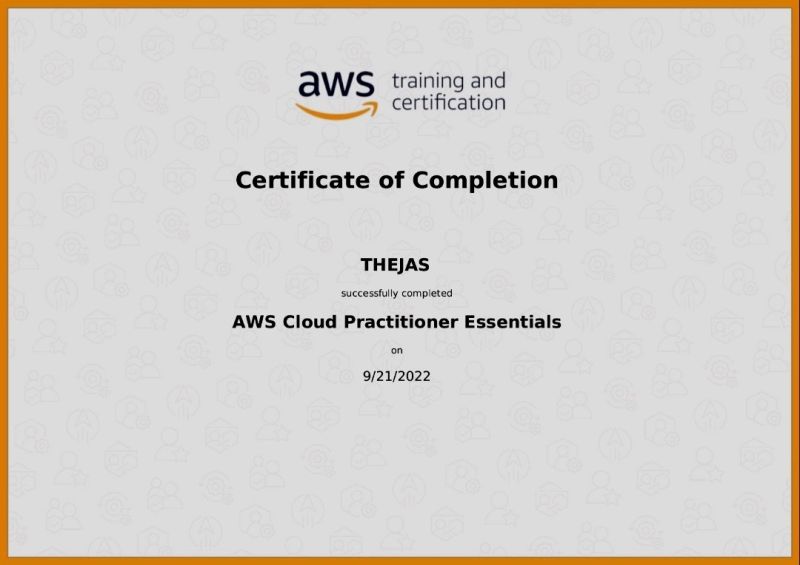 aws training and
certification
Certificate of Completion
THEJAS
successfully completed
AWS Cloud Practitioner Essentials
on
9/21/2022